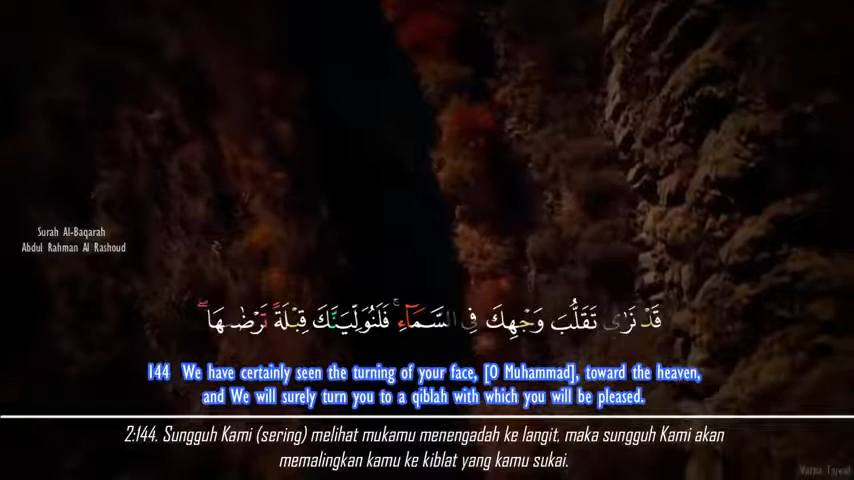 Surah Al-Baqarah
Abdul Rahman Al Rashoud
قَدْ نَرَىٰ تَقَلُّبَ وَجْهِكَ فِي السَّمَاءِ ۖ فَلَنُوَلِّيَنَّكَ قِبْلَةً تَرْضَىٰهَا ۚ
144 We have certainly seen the turning of your face, [O Muhammad], toward the heaven,
and We will surely turn you to a qiblah with which you will be pleased.
2:144. Sungguh Kami (sering) melihat mukamu menengadah ke langit, maka sungguh Kami akan
memalingkan kamu ke kiblat yang kamu sukai.
Warna Tajwid